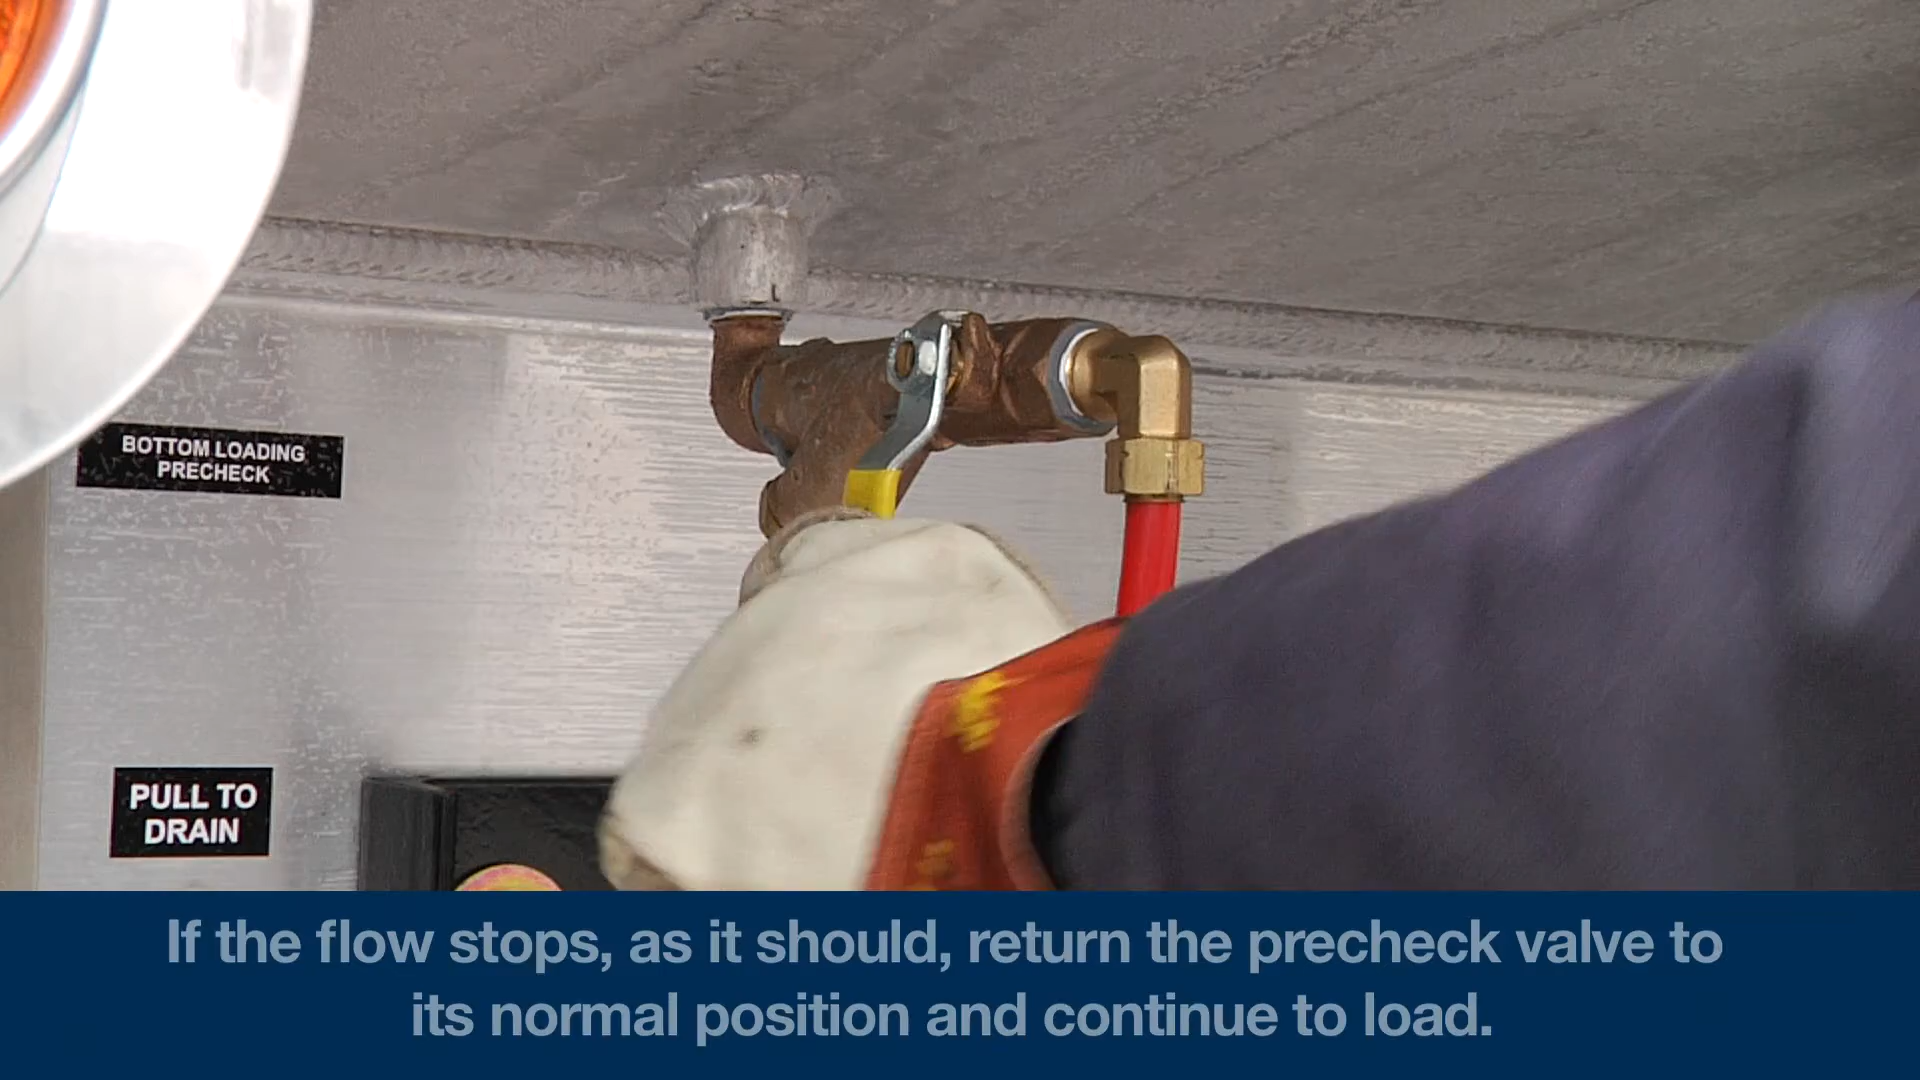 BOTTOM LOADING
PRECHECK
PULL TO
DRAIN
If the flow stops, as it should, return the precheck valve to
its normal position and continue to load.